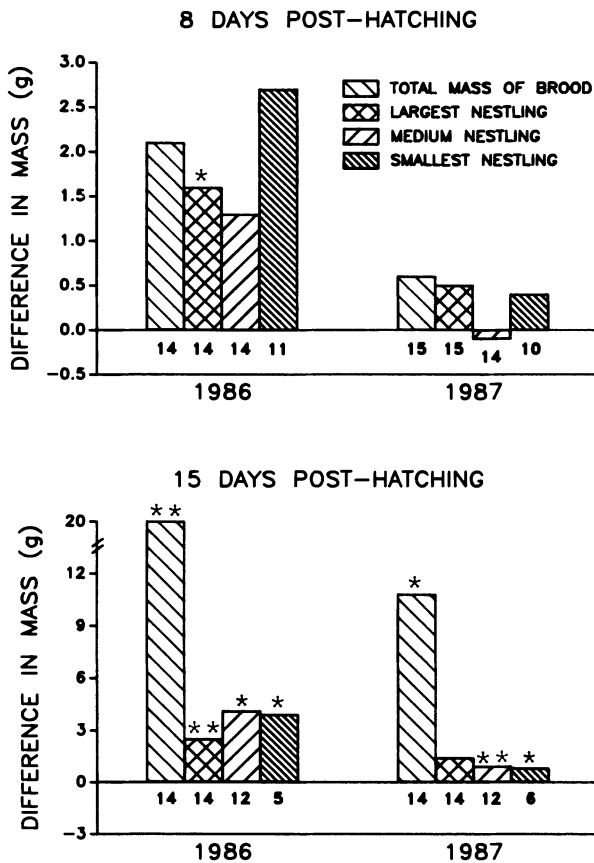 8 DAYS POST-HATCHING
DIFFERENCE IN MASS (g)
3.0
2.5
2.0
1.5
1.0
0.5
0.0
-0.5
TOTAL MASS OF BROOD
LARGEST NESTLING
MEDIUM NESTLING
SMALLEST NESTLING
*
14 14 14 11 15 15 14 10
1986 1987
15 DAYS POST-HATCHING
DIFFERENCE IN MASS (g)
20
12
9
6
3
0
-3
** ** * * * ** *
14 14 12 5 14 14 12 6
1986 1987